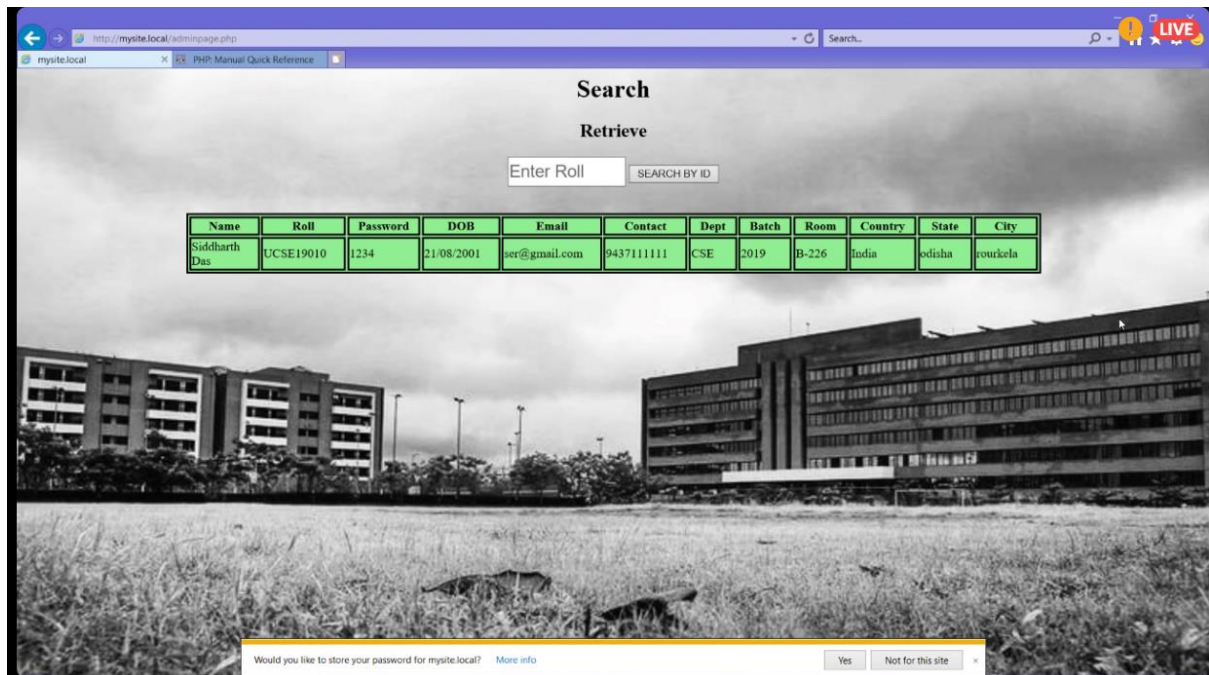 LIVE
http://mysite.local/adminpage.php
Search...
mysite.local
PHP: Manual Quick Reference
Search
Retrieve
Enter Roll SEARCH BY ID
Name Roll Password DOB Email Contact Dept Batch Room Country State City
Siddharth Das UCSE19010 1234 21/08/2001 ser@gmail.com 9437111111 CSE 2019 B-226 India odisha rourkela
Would you like to store your password for mysite.local? More info Yes Not for this site